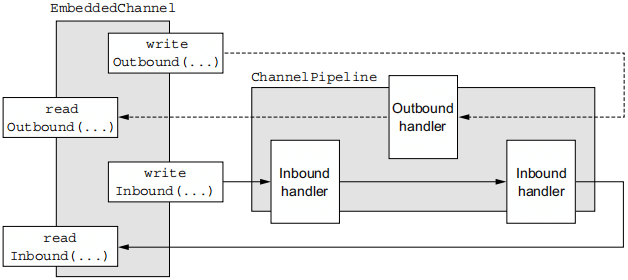 EmbeddedChannel
write
Outbound(...)
ChannelPipeline
read
Outbound(...)
Outbound
handler
write
Inbound(...)
Inbound
handler
Inbound
handler
read
Inbound(...)